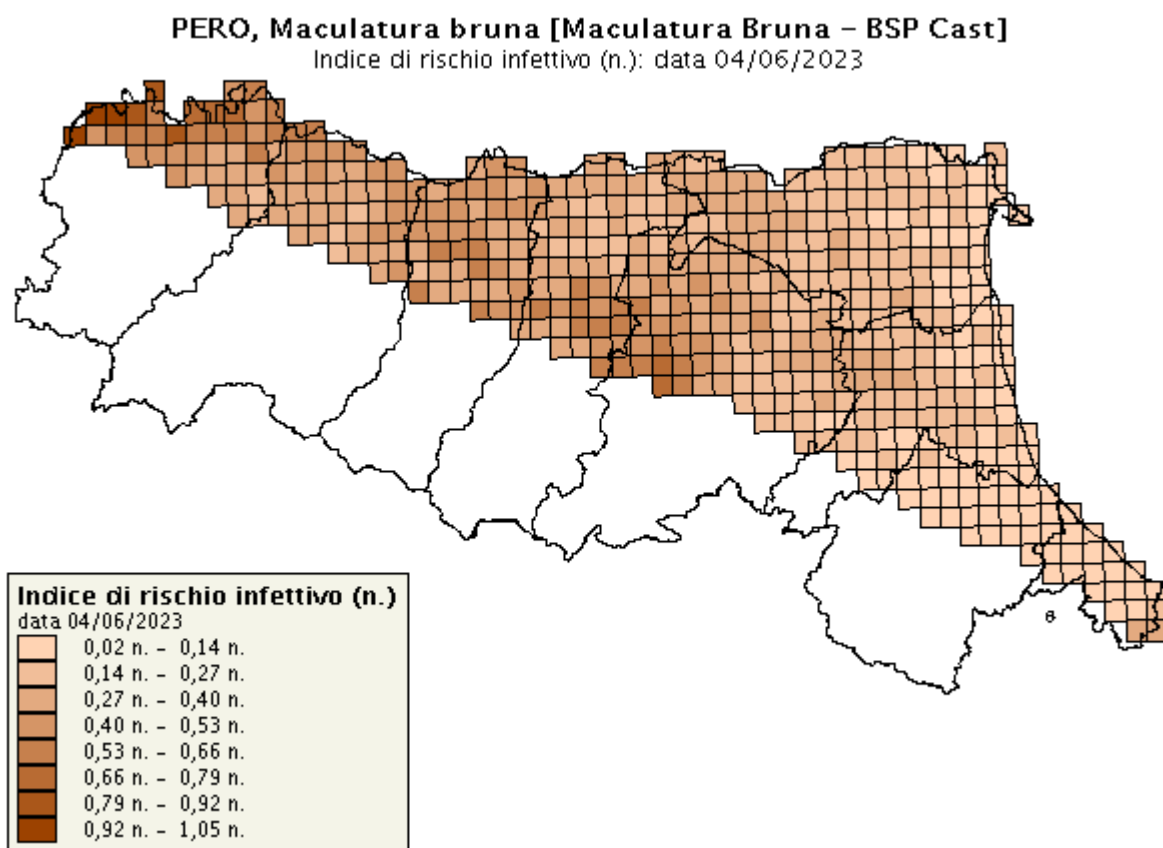 PERO, Maculatura bruna [Maculatura Bruna – BSP Cast]
Indice di rischio infettivo (n.): data 04/06/2023
Indice di rischio infettivo (n.)
data 04/06/2023
0,02 n. – 0,14 n.
0,14 n. – 0,27 n.
0,27 n. – 0,40 n.
0,40 n. – 0,53 n.
0,53 n. – 0,66 n.
0,66 n. – 0,79 n.
0,79 n. – 0,92 n.
0,92 n. – 1,05 n.